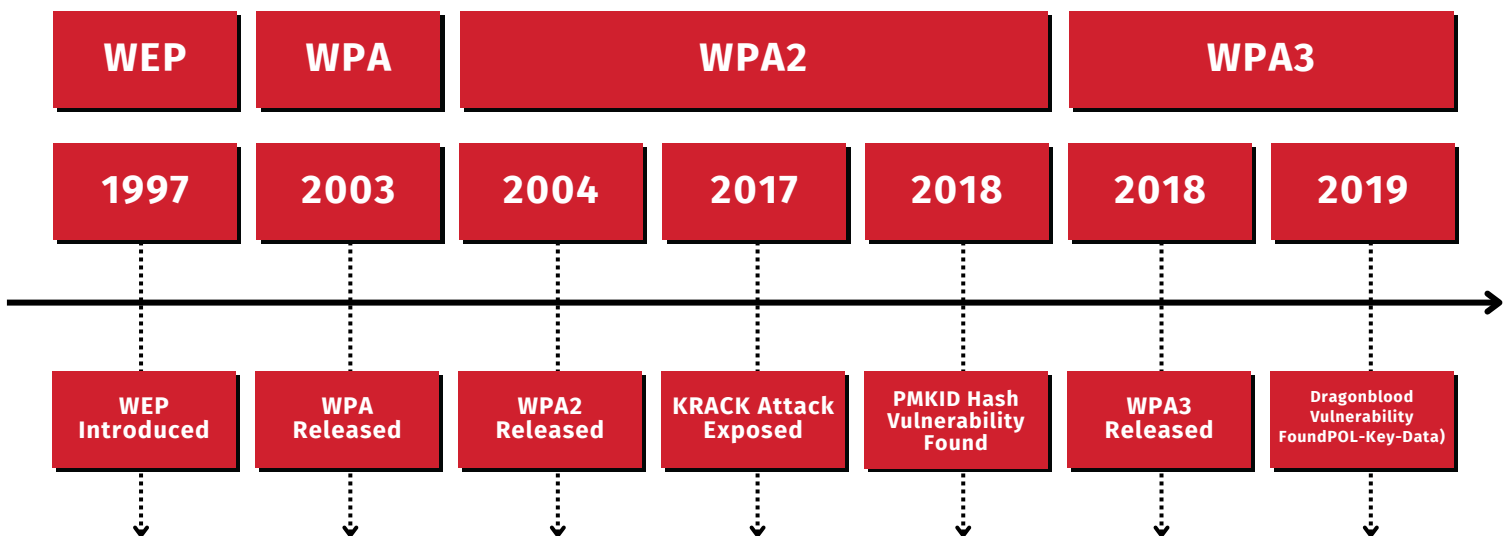 WEP
WPA
WPA2
WPA3
1997
2003
2004
2017
2018
2018
2019
WEP
Introduced
WPA
Released
WPA2
Released
KRACK Attack
Exposed
PMKID Hash
Vulnerability
Found
WPA3
Released
Dragonblood
Vulnerability
FoundPOL-Key-Data)